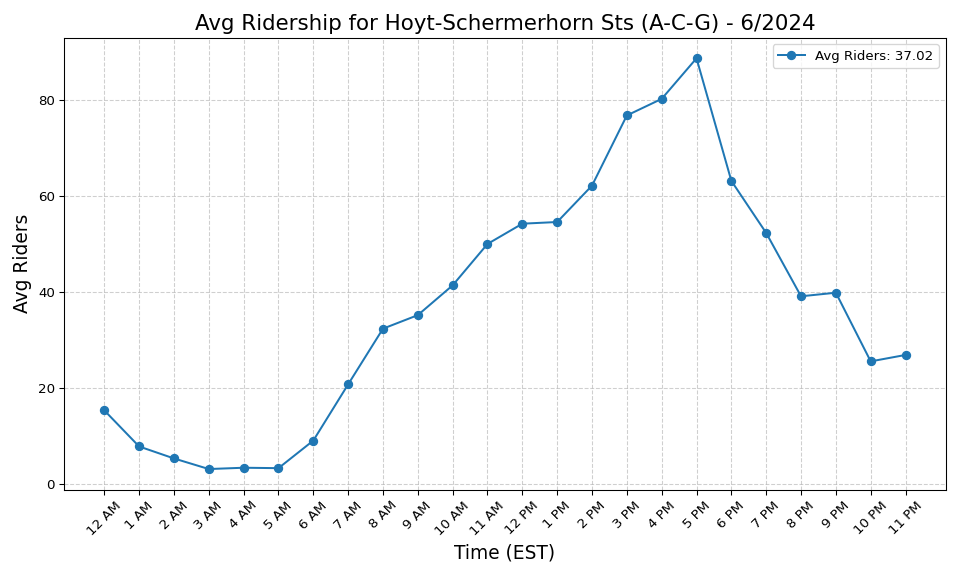 Avg Ridership for Hoyt-Schermerhorn Sts (A-C-G) - 6/2024
Avg Riders: 37.02
Avg Riders
80
60
40
20
0
12 AM
1 AM
2 AM
3 AM
4 AM
5 AM
6 AM
7 AM
8 AM
9 AM
10 AM
11 AM
12 PM
1 PM
2 PM
3 PM
4 PM
5 PM
6 PM
7 PM
8 PM
9 PM
10 PM
11 PM
Time (EST)